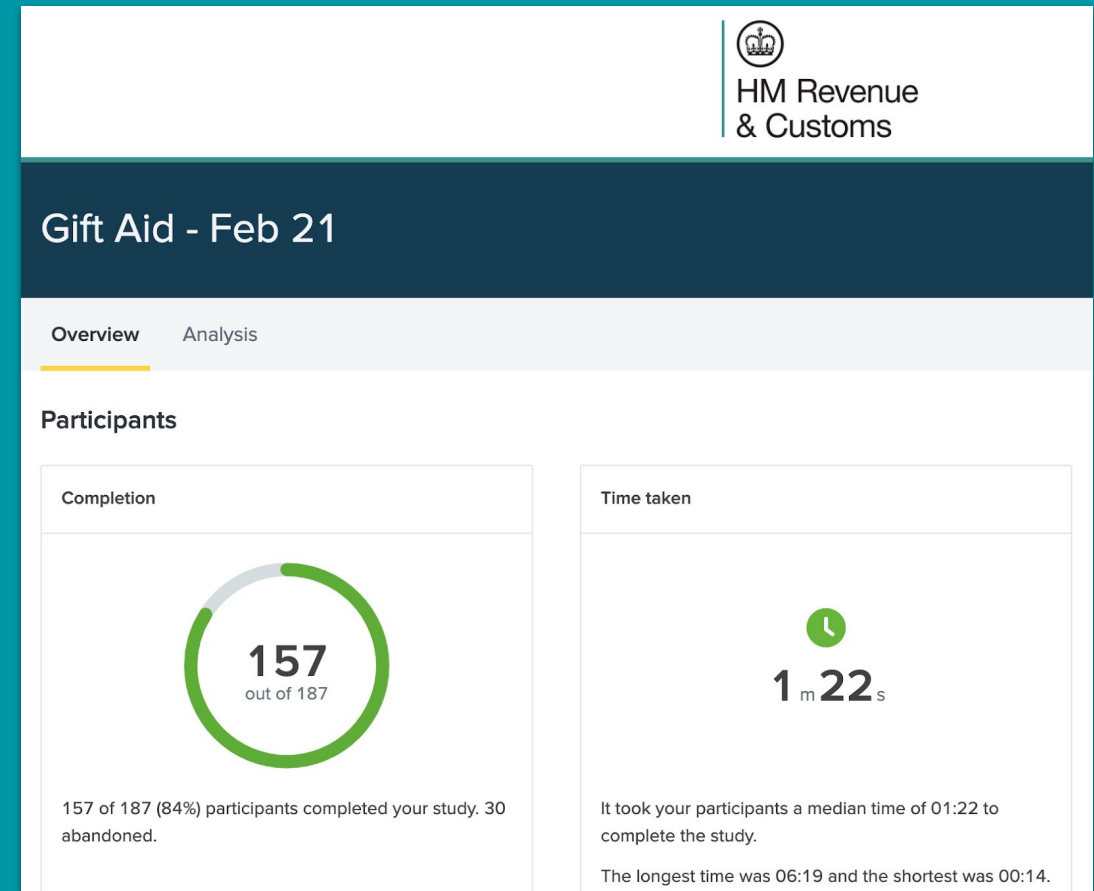 HM Revenue
& Customs
Gift Aid - Feb 21
Overview Analysis
Participants
Completion
157
out of 187
157 of 187 (84%) participants completed your study. 30
abandoned.
Time taken
1 m 22 s
It took your participants a median time of 01:22 to
complete the study.
The longest time was 06:19 and the shortest was 00:14.